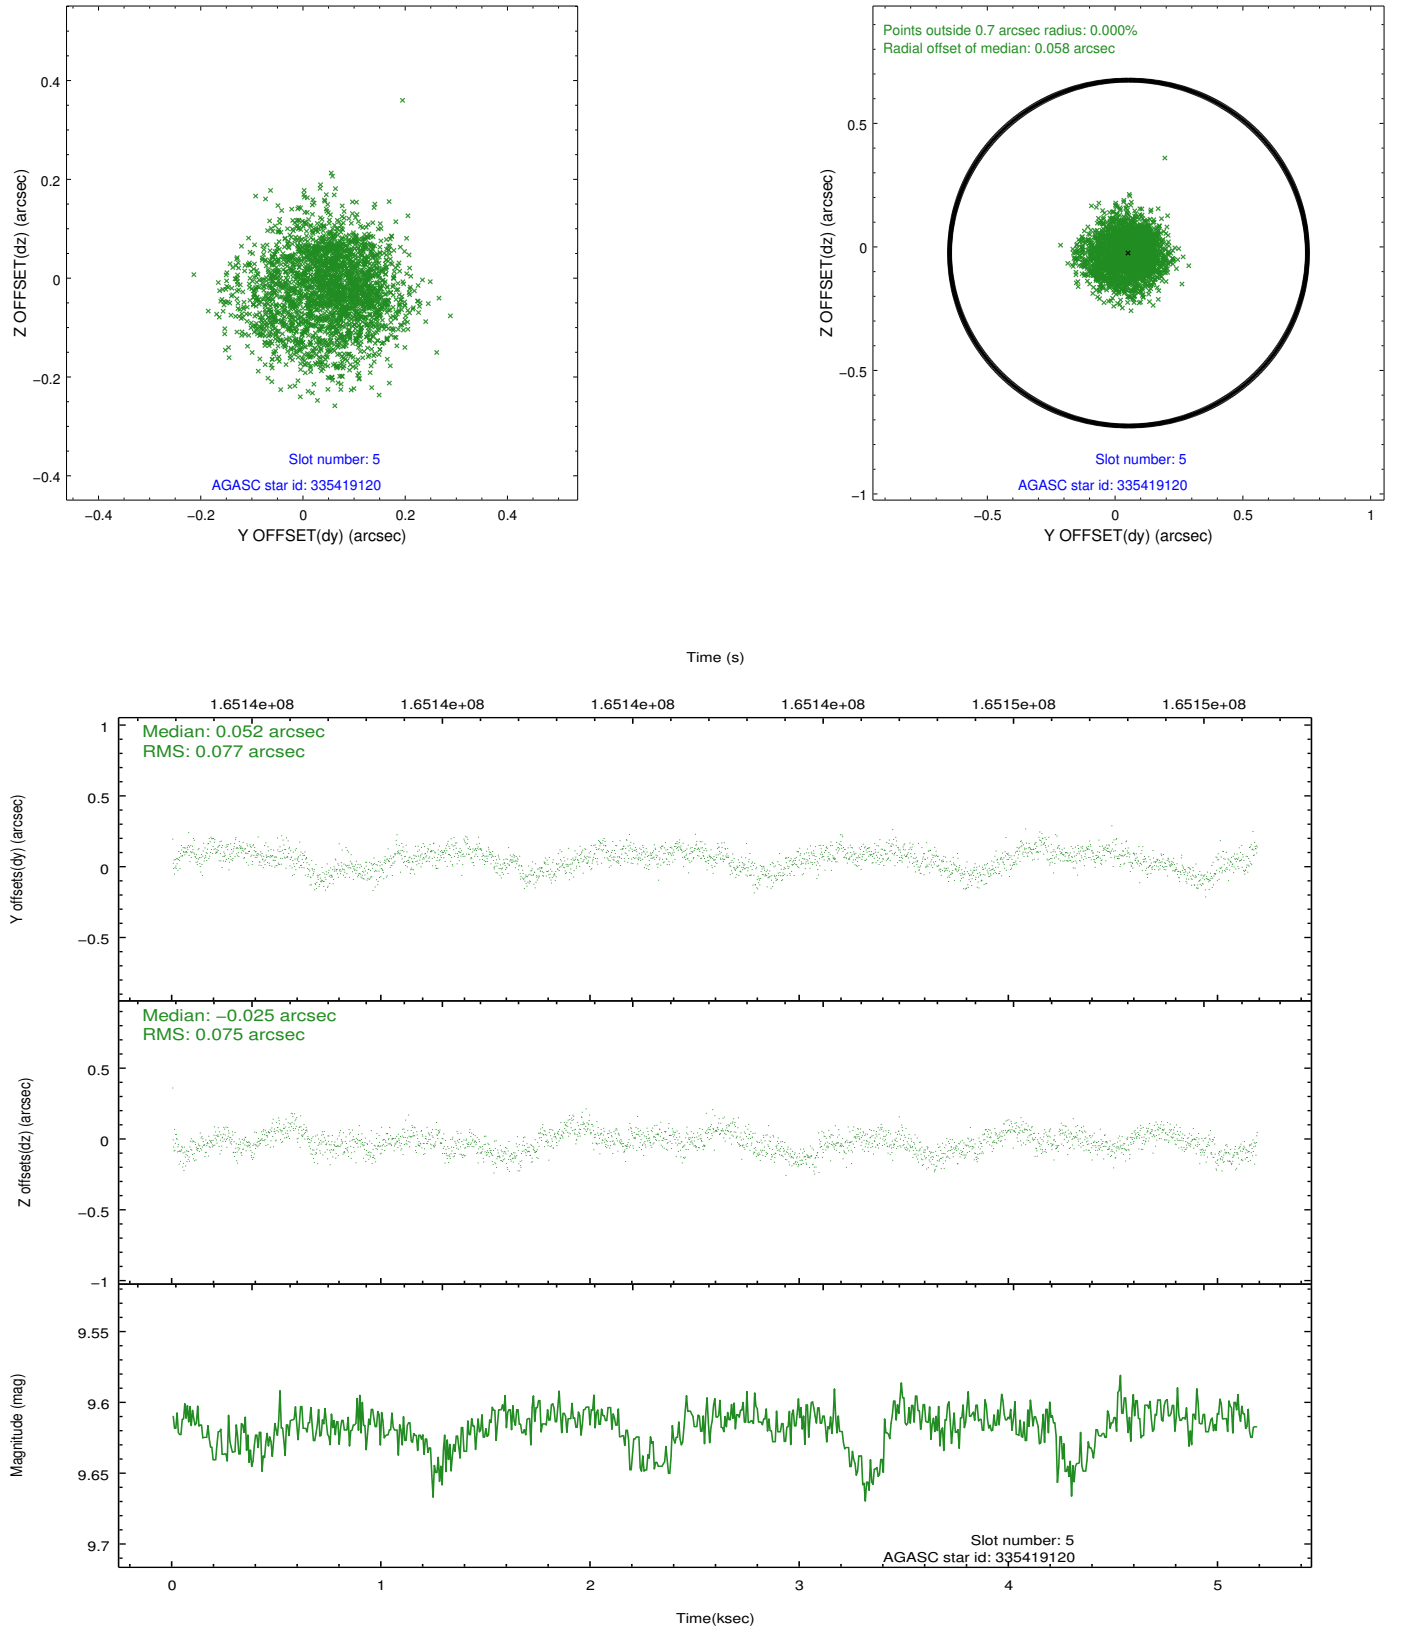 0.4
0.2
0
−0.2
−0.4
Z OFFSET(dz) (arcsec)
Slot number: 5
AGASC star id: 335419120
−0.4 −0.2 0 0.2 0.4
Y OFFSET(dy) (arcsec)
Points outside 0.7 arcsec radius: 0.000%
Radial offset of median: 0.058 arcsec
0.5
0
−0.5
−1
Z OFFSET(dz) (arcsec)
Slot number: 5
AGASC star id: 335419120
−0.5 0 0.5 1
Y OFFSET(dy) (arcsec)
Time (s)
1.6514e+08 1.6514e+08 1.6514e+08 1.6514e+08 1.6515e+08 1.6515e+08
Median: 0.052 arcsec
RMS: 0.077 arcsec
1
0.5
0
−0.5
Y offsets(dy) (arcsec)
Median: −0.025 arcsec
RMS: 0.075 arcsec
0.5
0
−0.5
−1
Z offsets(dz) (arcsec)
9.55
9.6
9.65
9.7
Magnitude (mag)
Slot number: 5
AGASC star id: 335419120
0 1 2 3 4 5
Time(ksec)